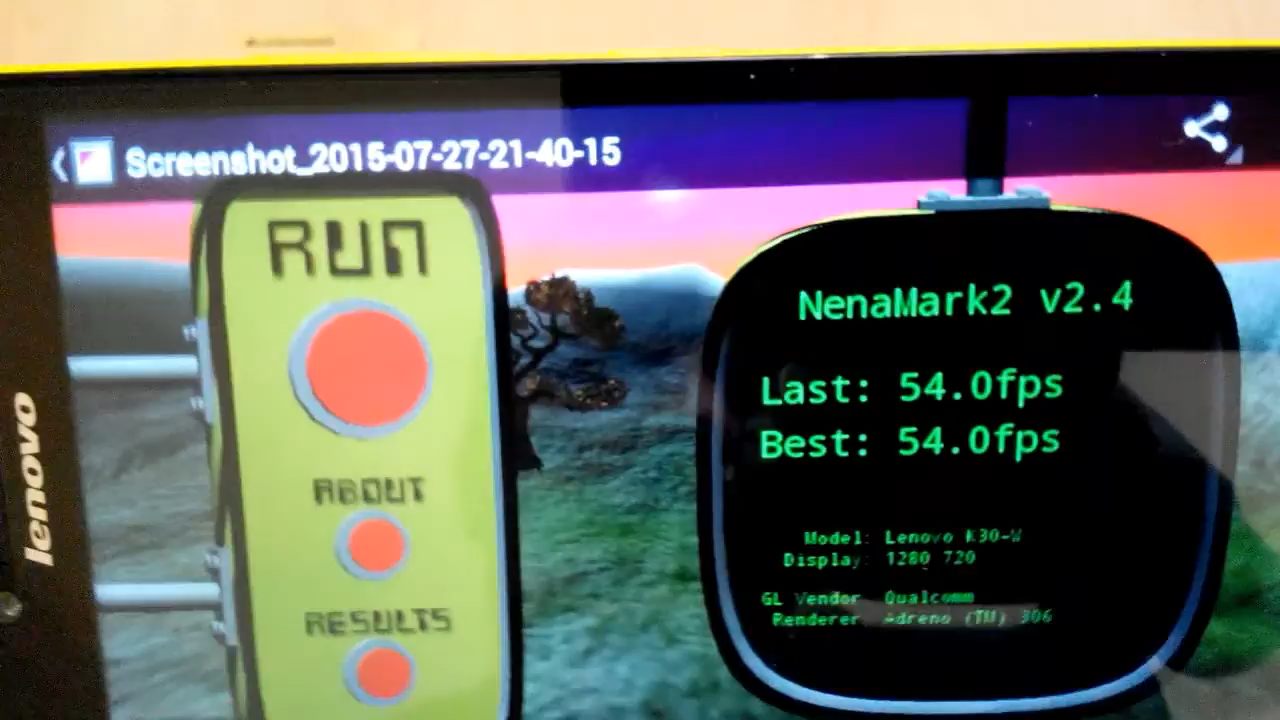 Screenshot_2015-07-27-21-40-15
RUN
ABOUT
RESULTS
NenaMark2 v2.4
Last: 54.0fps
Best: 54.0fps
Model: Lenovo K30-W
Display: 1280 720
GL Vendor Qualcomm
Renderer Adreno (TM) 306
lenovo